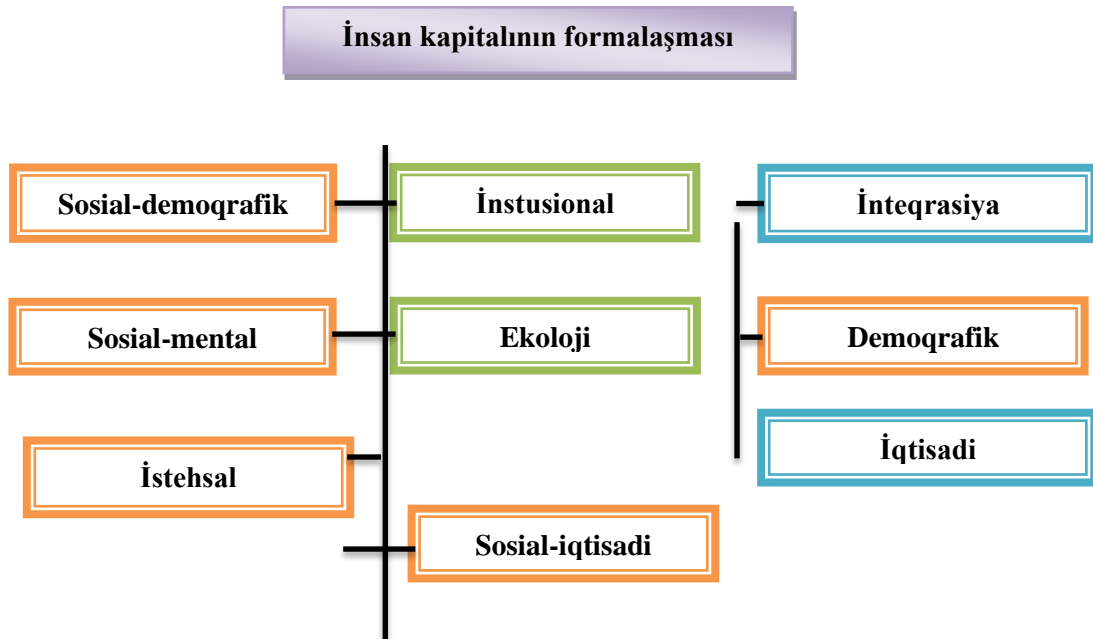 İnsan kapitalının formalaşması
Sosial-demoqrafik
İnstusional
İnteqrasiya
Sosial-mental
Ekoloji
Demoqrafik
İstehsal
İqtisadi
Sosial-iqtisadi